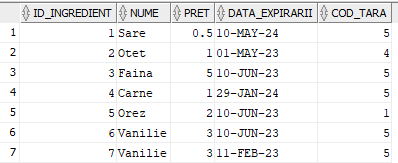 ID_INGREDIENT NUME PRET DATA_EXPIRARII COD_TARA
1 1 Sare 0.5 10-MAY-24 5
2 2 Otet 1 01-MAY-23 4
3 3 Faina 5 10-JUN-23 5
4 4 Carne 1 29-JAN-24 5
5 5 Orez 2 10-JUN-23 1
6 6 Vanilie 3 10-JUN-23 5
7 7 Vanilie 3 11-FEB-23 5